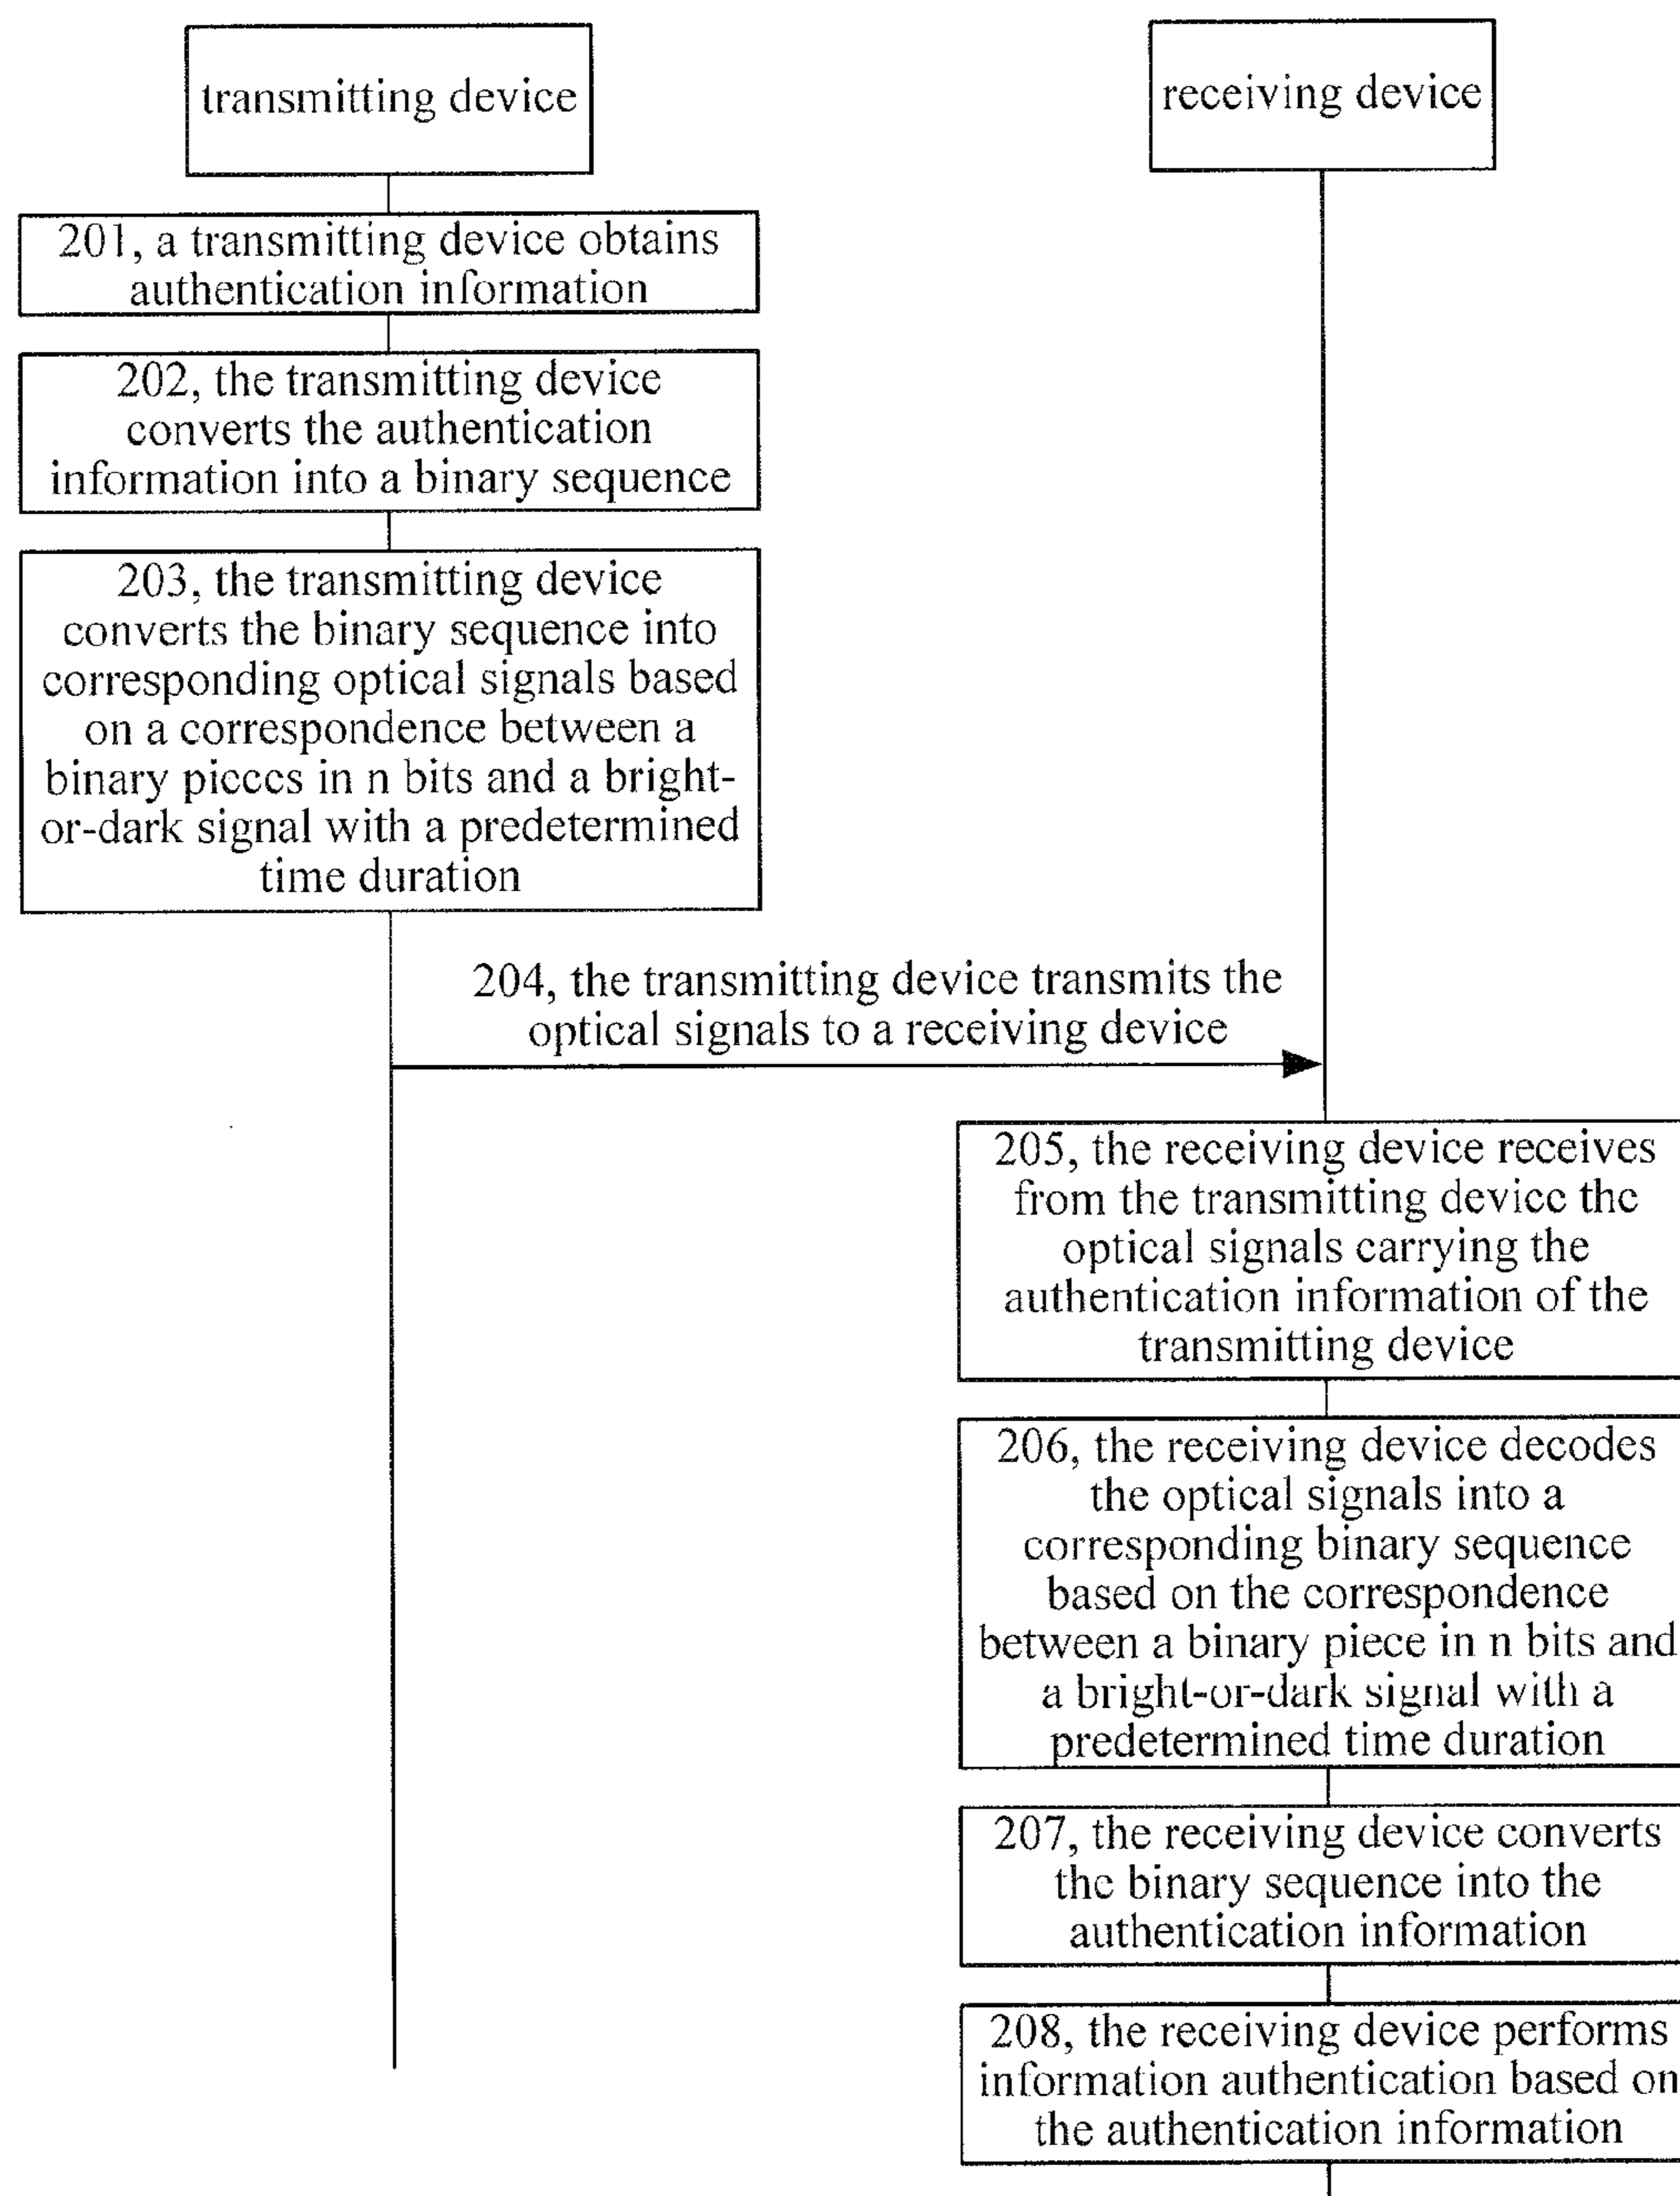 transmitting device
receiving device
201, a transmitting device obtains
authentication information
202, the transmitting device
converts the authentication
information into a binary sequence
203, the transmitting device
converts the binary sequence into
corresponding optical signals based
on a correspondence between a
binary pieces in n bits and a bright-
or-dark signal with a predetermined
time duration
204, the transmitting device transmits the
optical signals to a receiving device
205, the receiving device receives
from the transmitting device the
optical signals carrying the
authentication information of the
transmitting device
206, the receiving device decodes
the optical signals into a
corresponding binary sequence
based on the correspondence
between a binary piece in n bits and
a bright-or-dark signal with a
predetermined time duration
207, the receiving device converts
the binary sequence into the
authentication information
208, the receiving device performs
information authentication based on
the authentication information